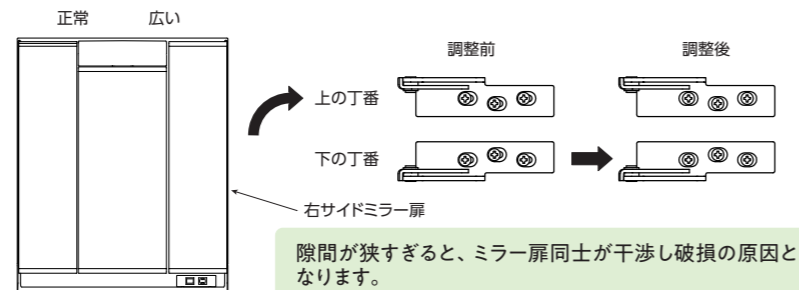 正常 広い
調整前 調整後
上の丁番
下の丁番
右サイドミラー扉
隙間が狭すぎると、ミラー扉同士が干渉し破損の原因と
なります。